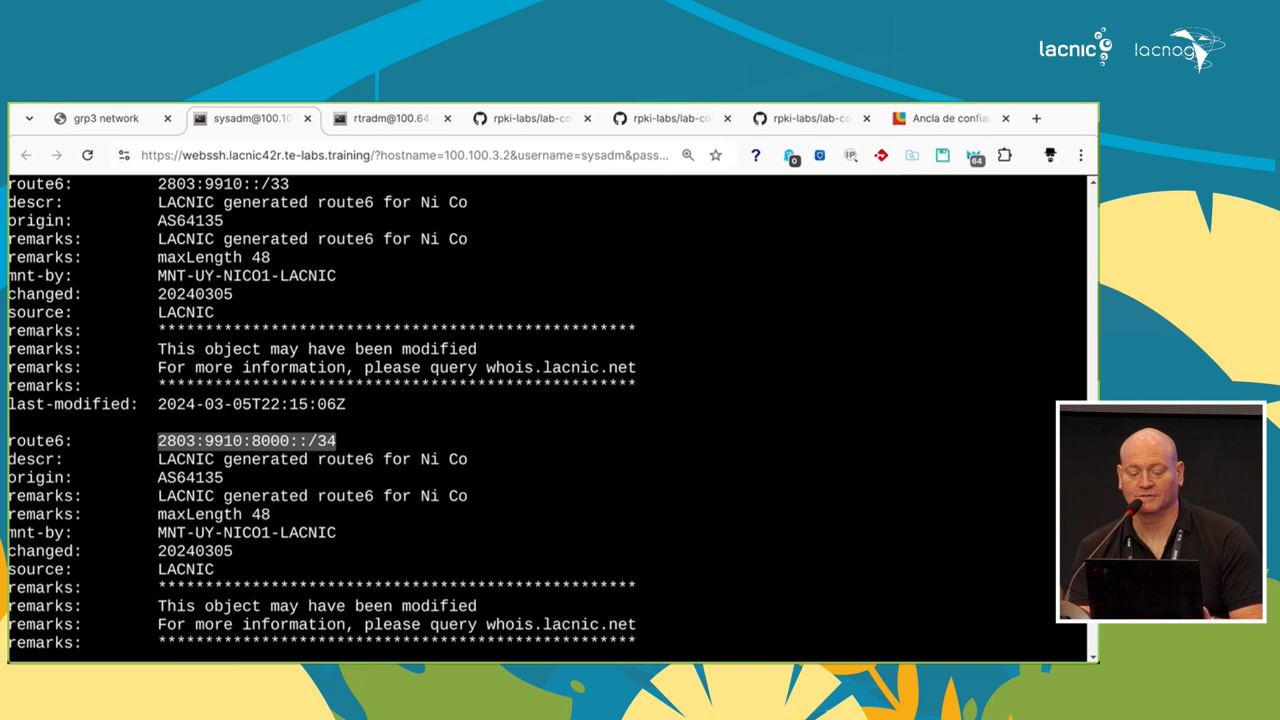 lacnic
lacnog
grp3 network
sysadm@100.10
rtradm@100.64.
rpki-labs/lab-co
rpki-labs/lab-co
rpki-labs/lab-co
Ancla de confia
https://webssh.lacnic42r.te-labs.training/?hostname=100.100.3.2&username=sysadm&pass...
?
0
IP
64
route6: 2803:9910::/33
descr: LACNIC generated route6 for Ni Co
origin: AS64135
remarks: LACNIC generated route6 for Ni Co
remarks: maxLength 48
mnt-by: MNT-UY-NICO1-LACNIC
changed: 20240305
source: LACNIC
remarks: ***************************************************
remarks: This object may have been modified
remarks: For more information, please query whois.lacnic.net
remarks: ***************************************************
last-modified: 2024-03-05T22:15:06Z
route6: 2803:9910:8000::/34
descr: LACNIC generated route6 for Ni Co
origin: AS64135
remarks: LACNIC generated route6 for Ni Co
remarks: maxLength 48
mnt-by: MNT-UY-NICO1-LACNIC
changed: 20240305
source: LACNIC
remarks: ***************************************************
remarks: This object may have been modified
remarks: For more information, please query whois.lacnic.net
remarks: ***************************************************